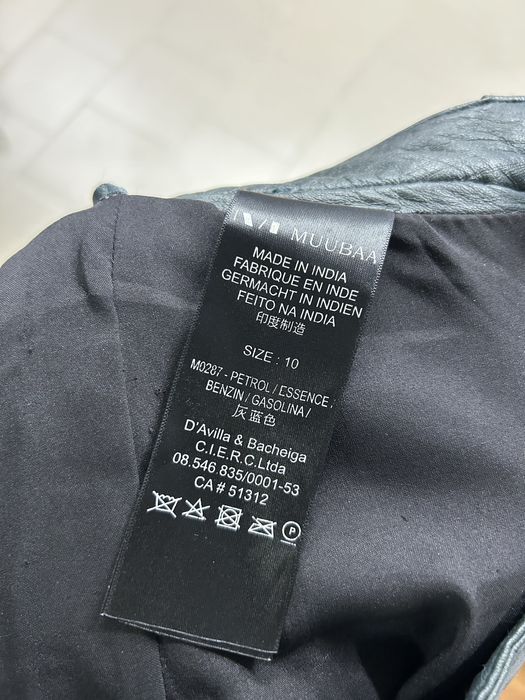 MUUBAA
MADE IN INDIA
FABRIQUE EN INDE
GERMACHT IN INDIEN
FEITO NA INDIA
印度制造
SIZE : 10
M0287 - PETROL / ESSENCE /
BENZIN / GASOLINA /
灰蓝色
D'Avilla & Bacheiga
C.I.E.R.C.Ltda
08.546.835/0001-53
CA # 51312
P